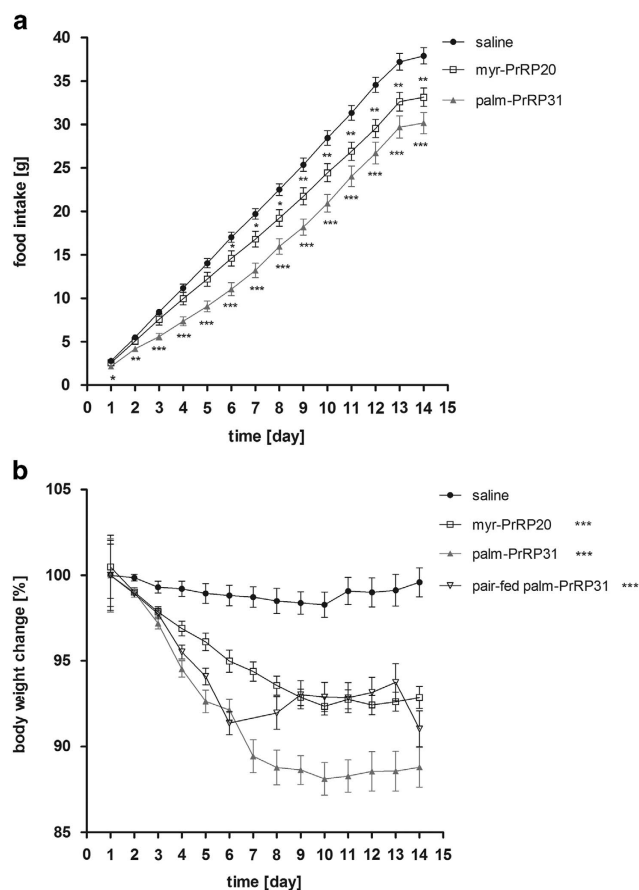 a
food intake [g]
40
35
30
25
20
15
10
5
0
saline
myr-PrRP20
palm-PrRP31
** ** ** ** ** ** * * *
* ** *** *** *** *** *** *** *** *** *** *** *** ***
0 1 2 3 4 5 6 7 8 9 10 11 12 13 14 15
time [day]
b
body weight change [%]
105
100
95
90
85
saline
myr-PrRP20 ***
palm-PrRP31 ***
pair-fed palm-PrRP31 ***
0 1 2 3 4 5 6 7 8 9 10 11 12 13 14 15
time [day]